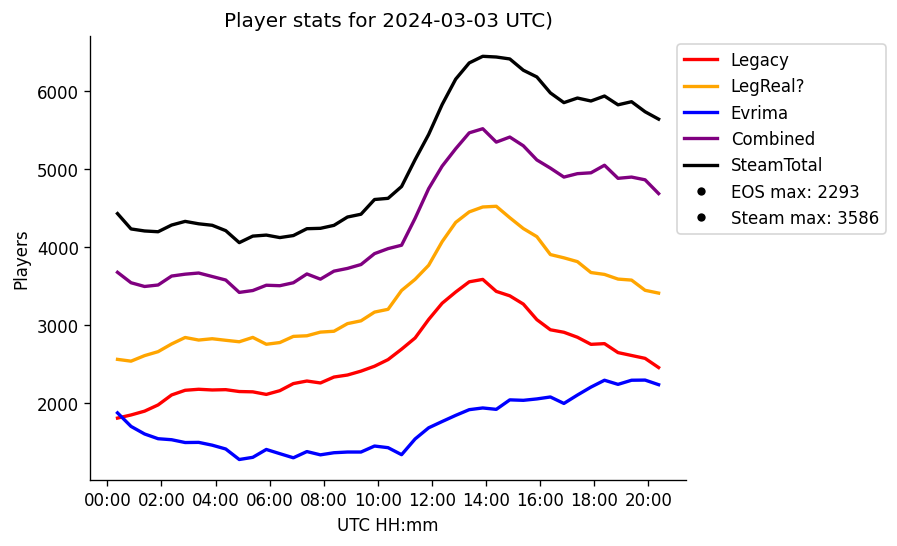 Player stats for 2024-03-03 UTC)
Players
6000
5000
4000
3000
2000
00:00 02:00 04:00 06:00 08:00 10:00 12:00 14:00 16:00 18:00 20:00
UTC HH:mm
Legacy
LegReal?
Evrima
Combined
SteamTotal
EOS max: 2293
Steam max: 3586